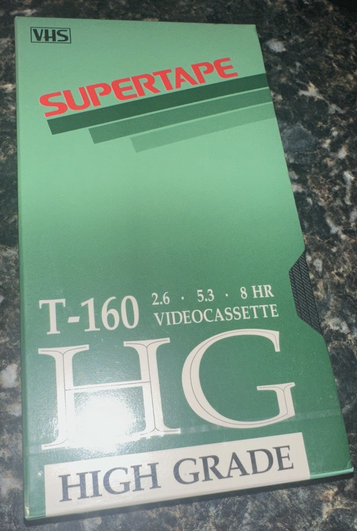 VHS
SUPERTAPE
T-160 2.6 · 5.3 · 8 HR
VIDEOCASSETTE
HG
HIGH GRADE